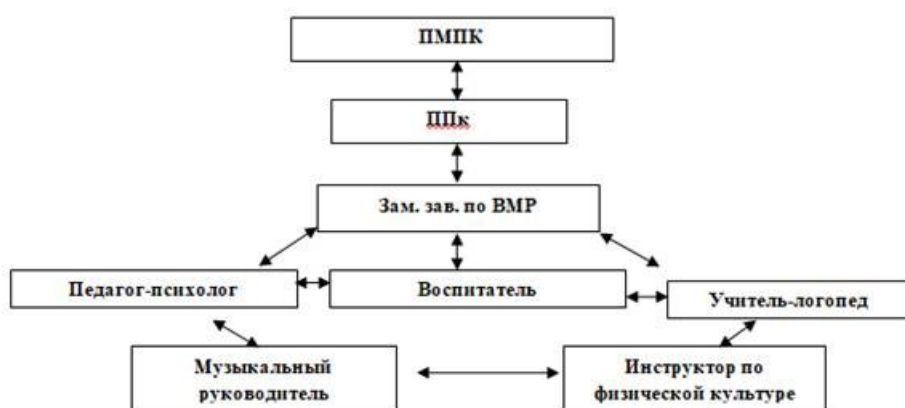 ПМПК
ППк
Зам. зав. по ВМР
Педагог-психолог
Воспитатель
Учитель-логопед
Музыкальный
руководитель
Инструктор по
физической культуре